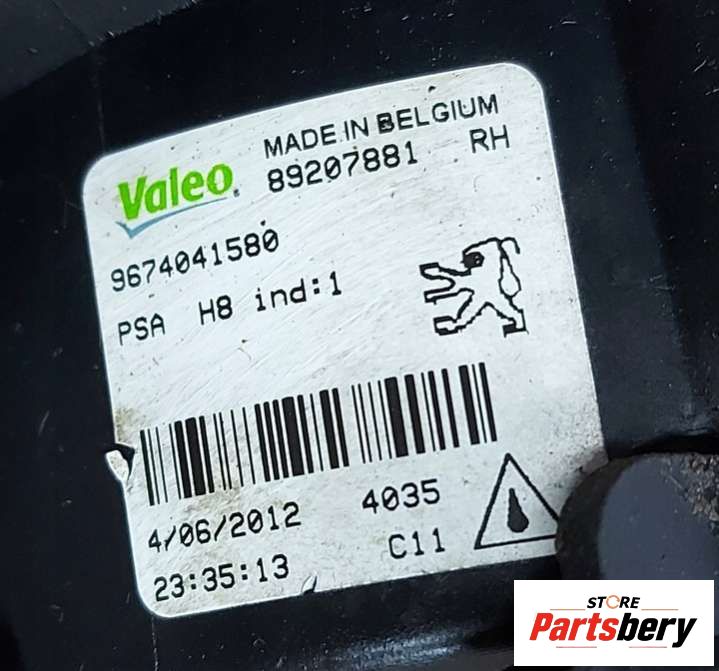 MADE IN BELGIUM
Valeo 89207881 RH
9674041580
PSA H8 ind:1
4/06/2012 4035
23:35:13 C11
STORE
Partsbery